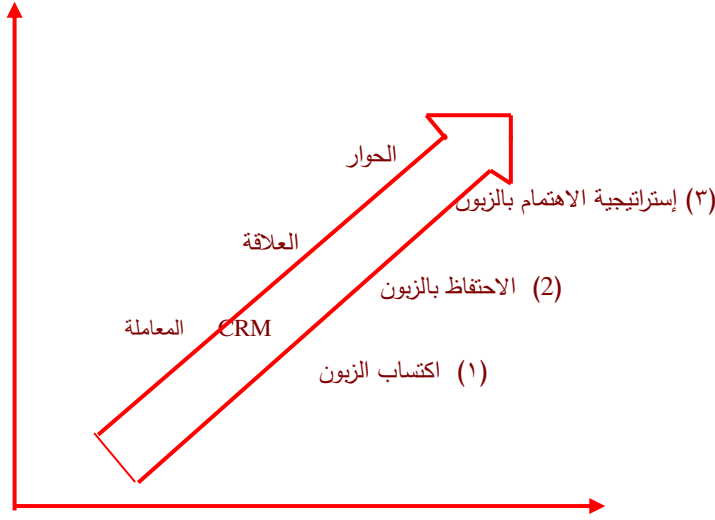 الحوار
(٣) إستراتيجية الاهتمام بالزبون
العلاقة
(2) الاحتفاظ بالزبون
المعاملة CRM
(١) اكتساب الزبون